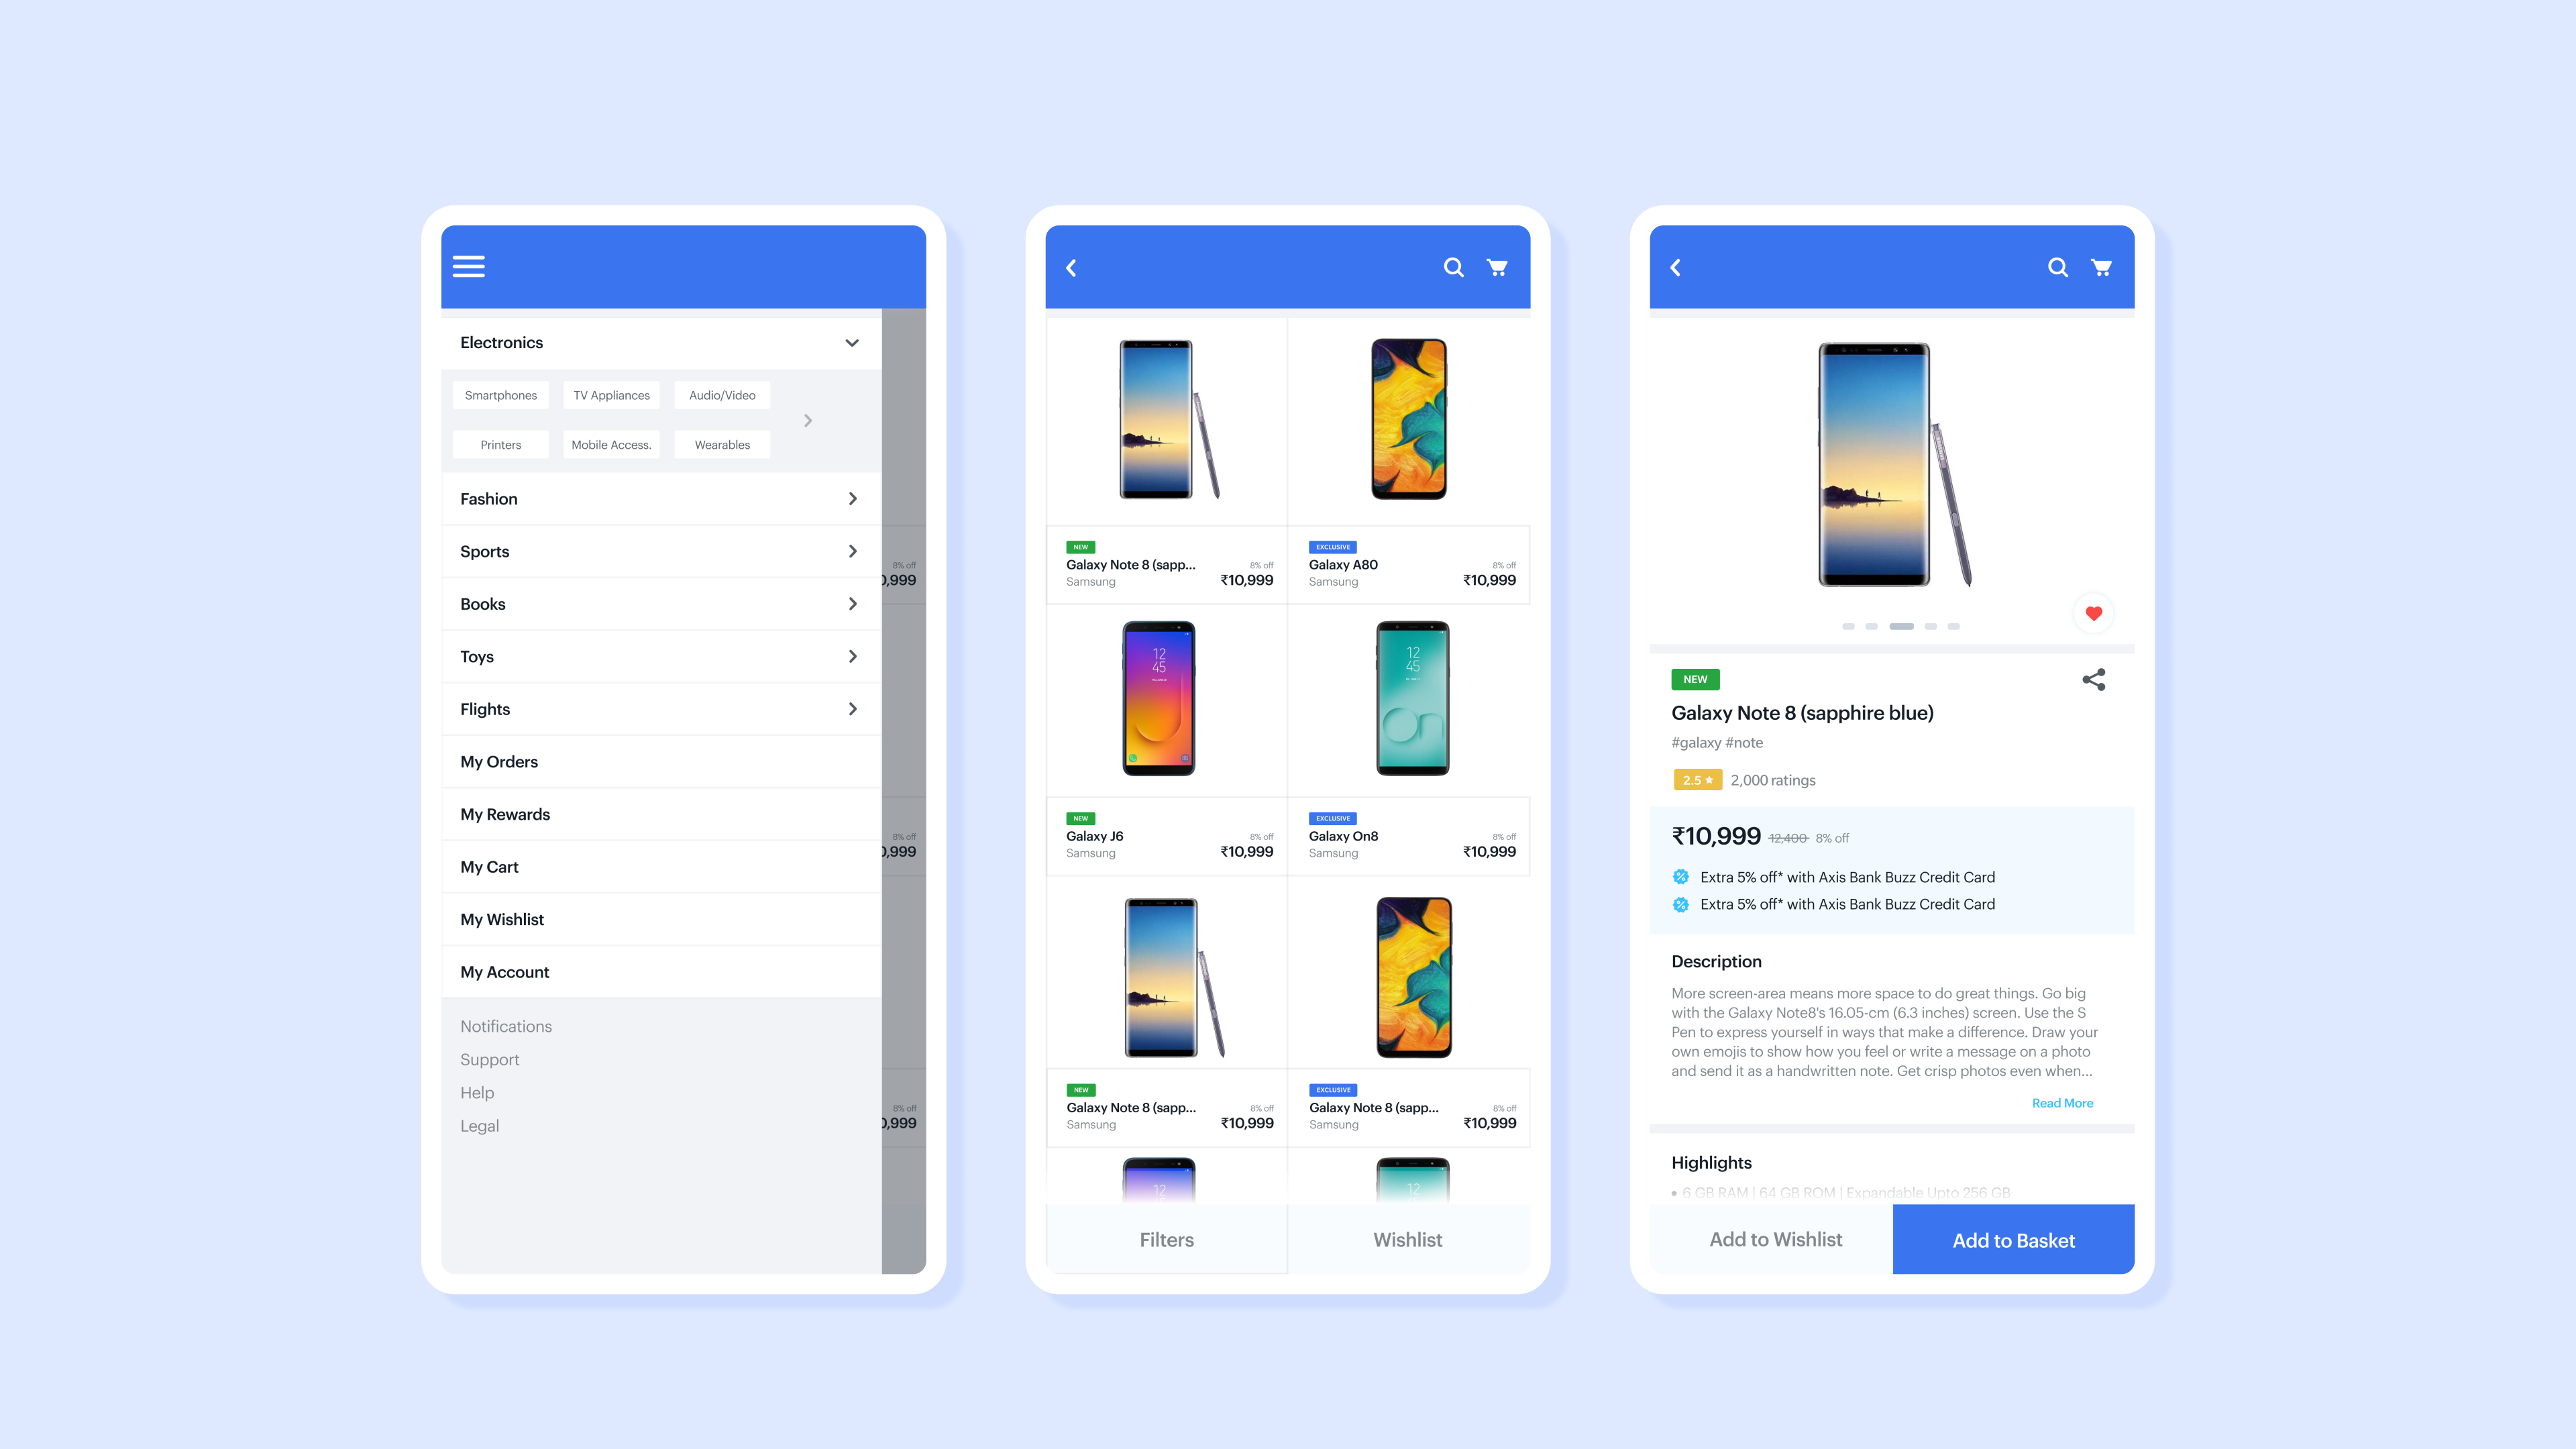 Electronics
Smartphones TV Appliances Audio/Video
Printers Mobile Access. Wearables
Fashion
Sports
Books
Toys
Flights
My Orders
My Rewards
My Cart
My Wishlist
My Account
Notifications
Support
Help
Legal
8% off
0,999
8% off
0,999
8% off
0,999
NEW
Galaxy Note 8 (sapp... 8% off
Samsung ₹10,999
EXCLUSIVE
Galaxy A80 8% off
Samsung ₹10,999
12
45
12
45
on
NEW
Galaxy J6 8% off
Samsung ₹10,999
EXCLUSIVE
Galaxy On8 8% off
Samsung ₹10,999
NEW
Galaxy Note 8 (sapp... 8% off
Samsung ₹10,999
EXCLUSIVE
Galaxy Note 8 (sapp... 8% off
Samsung ₹10,999
12
12
Filters Wishlist
NEW
Galaxy Note 8 (sapphire blue)
#galaxy #note
2.5 ★ 2,000 ratings
₹10,999 12,400 8% off
Extra 5% off* with Axis Bank Buzz Credit Card
Extra 5% off* with Axis Bank Buzz Credit Card
Description
More screen-area means more space to do great things. Go big
with the Galaxy Note8's 16.05-cm (6.3 inches) screen. Use the S
Pen to express yourself in ways that make a difference. Draw your
own emojis to show how you feel or write a message on a photo
and send it as a handwritten note. Get crisp photos even when...
Read More
Highlights
• 6 GB RAM | 64 GB ROM | Expandable Upto 256 GB
Add to Wishlist Add to Basket